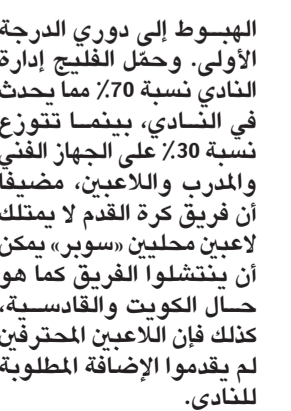 الهبوط إلى دوري الدرجة
الأولى. وحمّل الفليج إدارة
النادي نسبة 70٪ مما يحدث
في النادي، بينما تتوزع
نسبة 30٪ على الجهاز الفني
والمدرب واللاعبين، مضيفا
أن فريق كرة القدم لا يمتلك
لاعبين محليين «سوبر» يمكن
أن ينتشلوا الفريق كما هو
حال الكويت والقادسية،
كذلك فإن اللاعبين المحترفين
لم يقدموا الإضافة المطلوبة
للنادي.